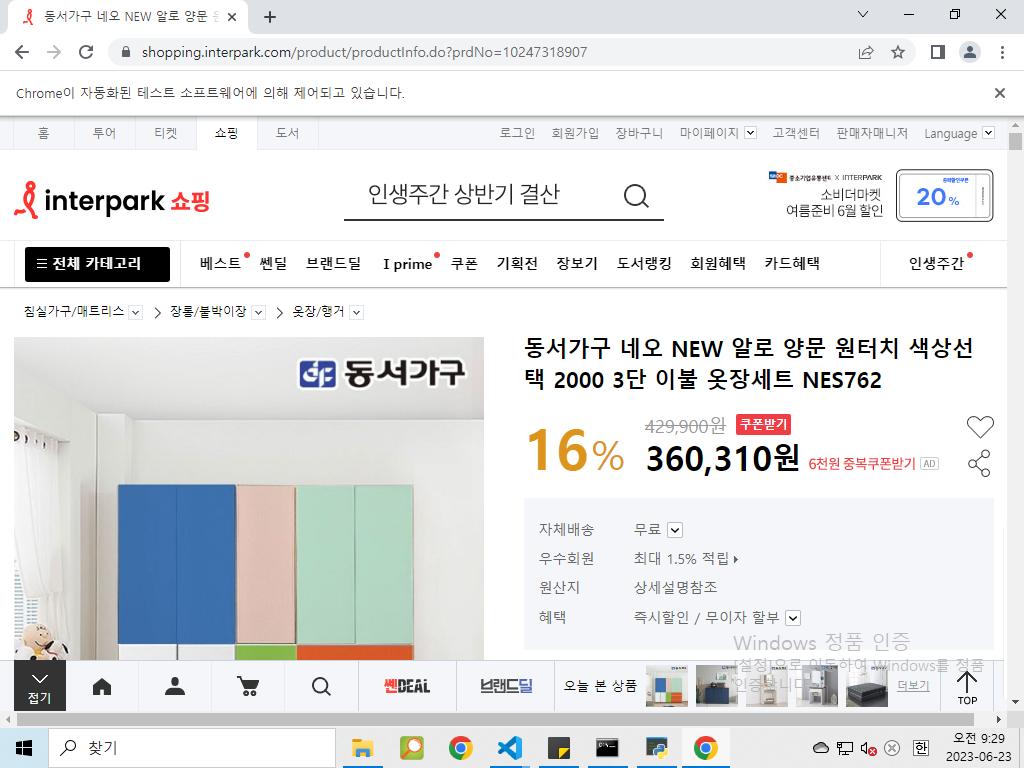 동서가구 네오 NEW 알로 양문
shopping.interpark.com/product/productInfo.do?prdNo=10247318907
Chrome이 자동화된 테스트 소프트웨어에 의해 제어되고 있습니다.
홈 투어 티켓 쇼핑 도서 로그인 회원가입 장바구니 마이페이지 고객센터 판매자매니저 Language
interpark 쇼핑
인생주간 상반기 결산
중소기업유통센터 X INTERPARK
소비더마켓
여름준비 6월 할인
중복할인쿠폰
20%
전체 카테고리 베스트 쎈딜 브랜드딜 I prime 쿠폰 기획전 장보기 도서랭킹 회원혜택 카드혜택 인생주간
침실가구/매트리스 장롱/붙박이장 옷장/행거
동서가구
동서가구 네오 NEW 알로 양문 원터치 색상선
택 2000 3단 이불 옷장세트 NES762
16%
429,900원 쿠폰받기
360,310원 6천원 중복쿠폰받기 AD
자체배송 무료
우수회원 최대 1.5% 적립
원산지 상세설명참조
혜택 즉시할인 / 무이자 할부
Windows 정품 인증
[설정]으로 이동하여 Windows를 정품
인증합니다.
접기
쎈DEAL
브랜드딜
오늘 본 상품
더보기
TOP
찾기
한
오전 9:29
2023-06-23